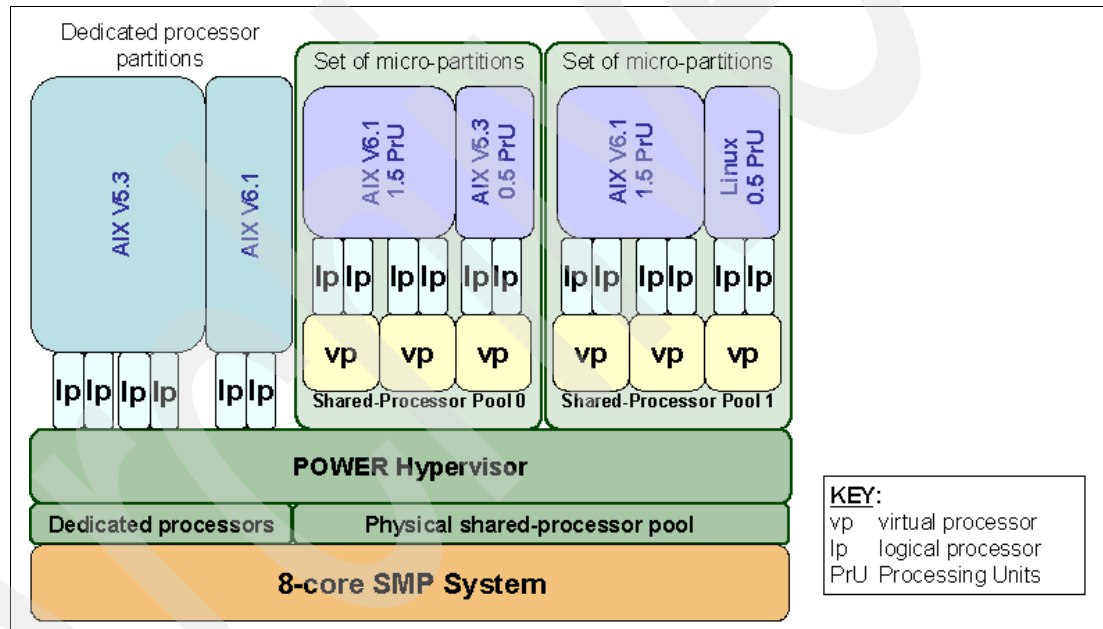 Dedicated processor
partitions
Set of micro-partitions
Set of micro-partitions
AIX V5.3
AIX V6.1
AIX V6.1
1.5 PrU
AIX V5.3
0.5 PrU
AIX V6.1
1.5 PrU
Linux
0.5 PrU
lp lp lp lp lp lp
lp lp lp lp lp lp
lp lp lp lp lp lp
vp vp vp
vp vp vp
Shared-Processor Pool 0
Shared-Processor Pool 1
POWER Hypervisor
Dedicated processors
Physical shared-processor pool
8-core SMP System
KEY:
vp virtual processor
lp logical processor
PrU Processing Units